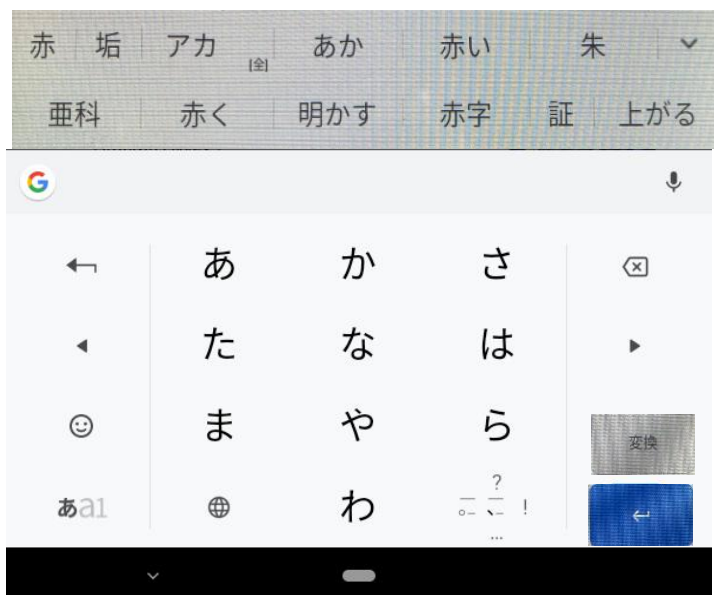 赤 垢 アカ [全] あか 赤い 朱
亜科 赤く 明かす 赤字 証 上がる
G
あ か さ
た な は
ま や ら
変換
あa1 わ 。 、 ? ! …